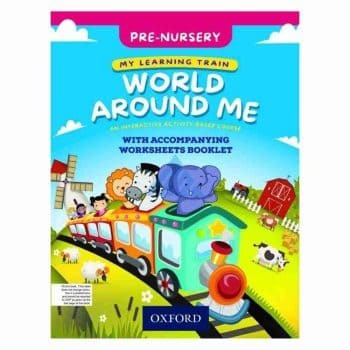 PRE-NURSERY
MY LEARNING TRAIN
WORLD
AROUND ME
AN INTERACTIVE ACTIVITY-BASED COURSE
WITH ACCOMPANYING
WORKSHEETS BOOKLET
OXFORD